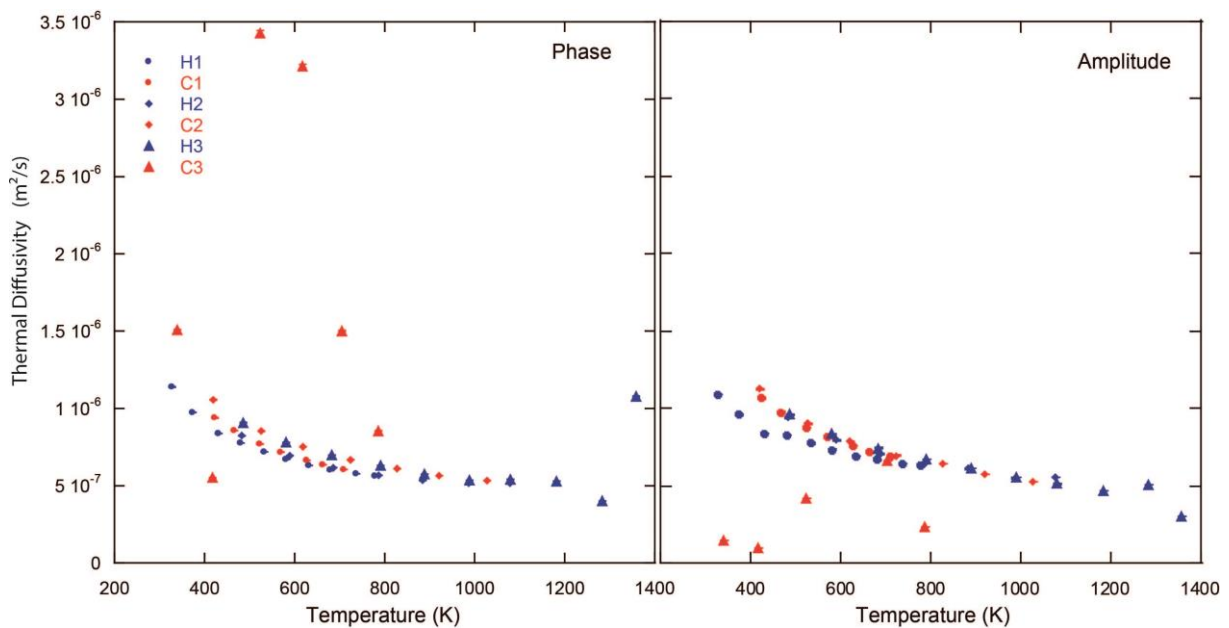 3.5 10⁻⁶
3 10⁻⁶
2.5 10⁻⁶
2 10⁻⁶
1.5 10⁻⁶
1 10⁻⁶
5 10⁻⁷
0
Thermal Diffusivity (m²/s)
Phase
H1
C1
H2
C2
H3
C3
200 400 600 800 1000 1200 1400
Temperature (K)
Amplitude
400 600 800 1000 1200 1400
Temperature (K)